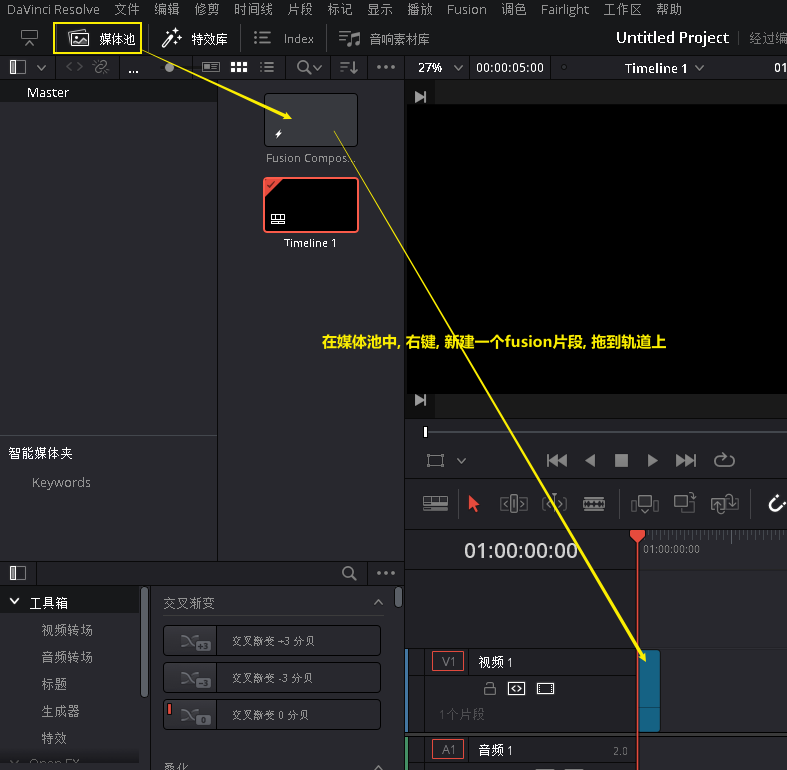 DaVinci Resolve 文件 编辑 修剪 时间线 片段 标记 显示 播放 Fusion 调色 Fairlight 工作区 帮助
媒体池 特效库 Index 音响素材库 Untitled Project 经过编
... 27% 00:00:05:00 Timeline 1 01
Master
Fusion Compos...
Timeline 1
在媒体池中, 右键, 新建一个fusion片段, 拖到轨道上
智能媒体夹
Keywords
01:00:00:00
01:00:00:00
工具箱
视频转场
音频转场
标题
生成器
特效
Open FX
交叉渐变
+3 交叉渐变 +3 分贝
-3 交叉渐变 -3 分贝
0 交叉渐变 0 分贝
V1 视频 1
1个片段
A1 音频 1 2.0